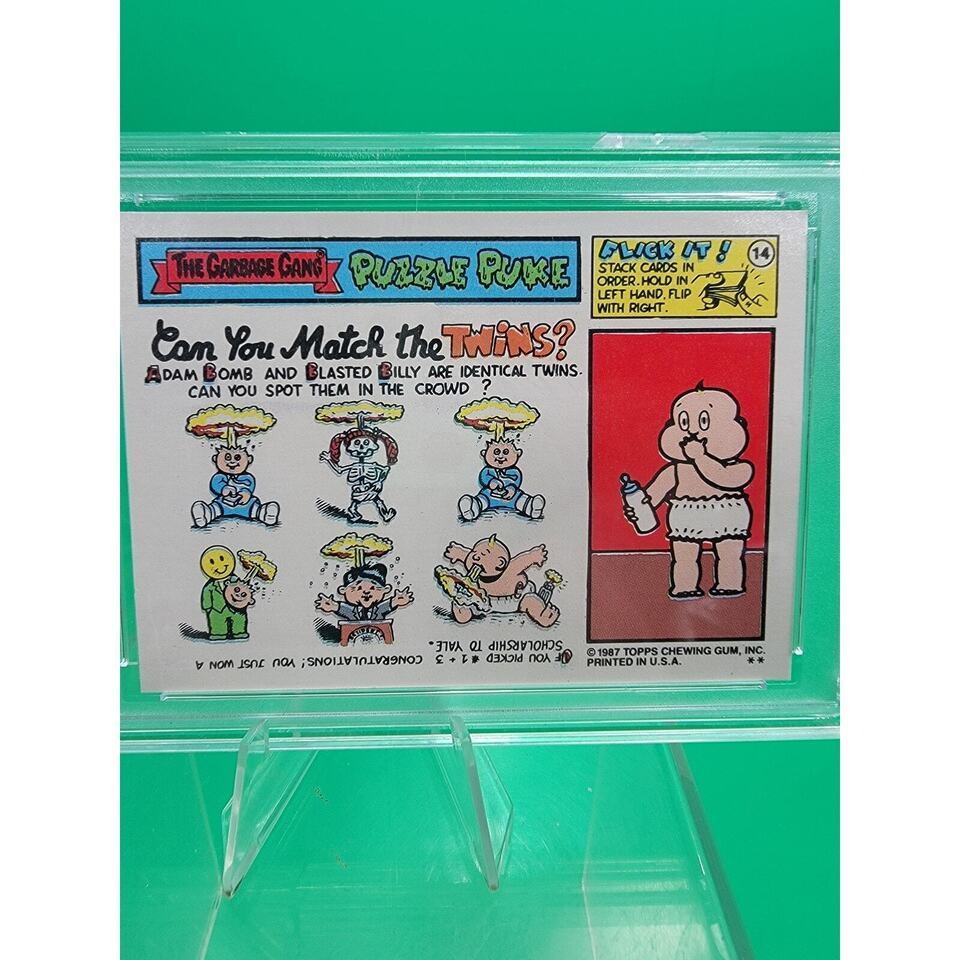 THE GARBAGE GANG®
PUZZLE PUKE
Can You Match the TWINS?
ADAM BOMB AND BLASTED BILLY ARE IDENTICAL TWINS.
CAN YOU SPOT THEM IN THE CROWD ?
IF YOU PICKED #1 + 3 CONGRATULATIONS! YOU JUST WON A
SCHOLARSHIP TO YALE.
FLICK IT !
14
STACK CARDS IN
ORDER. HOLD IN
LEFT HAND, FLIP
WITH RIGHT.
© 1987 TOPPS CHEWING GUM, INC.
PRINTED IN U.S.A. **